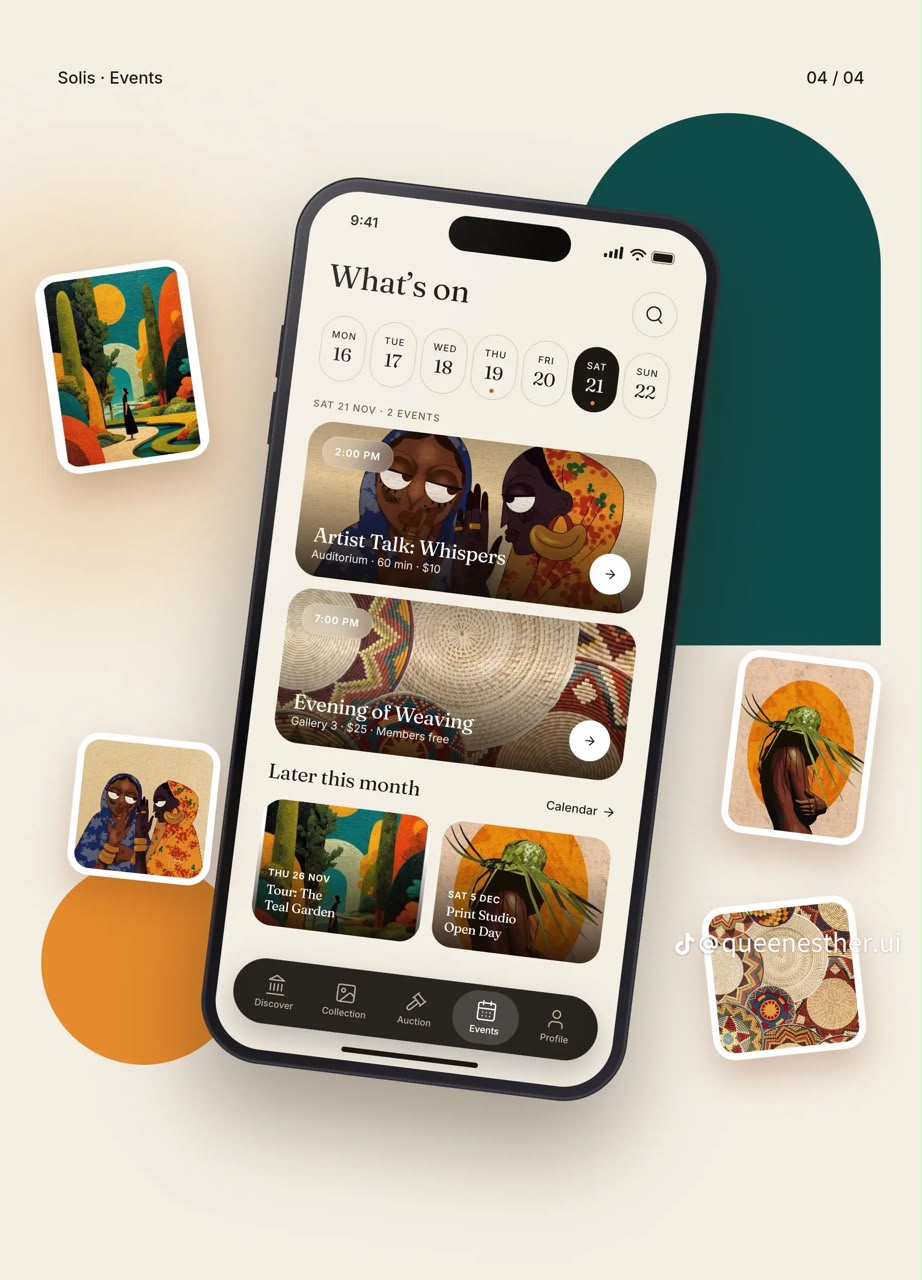 Solis · Events
04 / 04
9:41
What’s on
MON
16
TUE
17
WED
18
THU
19
FRI
20
SAT
21
SUN
22
SAT 21 NOV · 2 EVENTS
2:00 PM
Artist Talk: Whispers
Auditorium · 60 min · $10
7:00 PM
Evening of Weaving
Gallery 3 · $25 · Members free
Later this month
Calendar →
THU 26 NOV
Tour: The
Teal Garden
SAT 5 DEC
Print Studio
Open Day
Discover
Collection
Auction
Events
Profile
@queenesther.ui